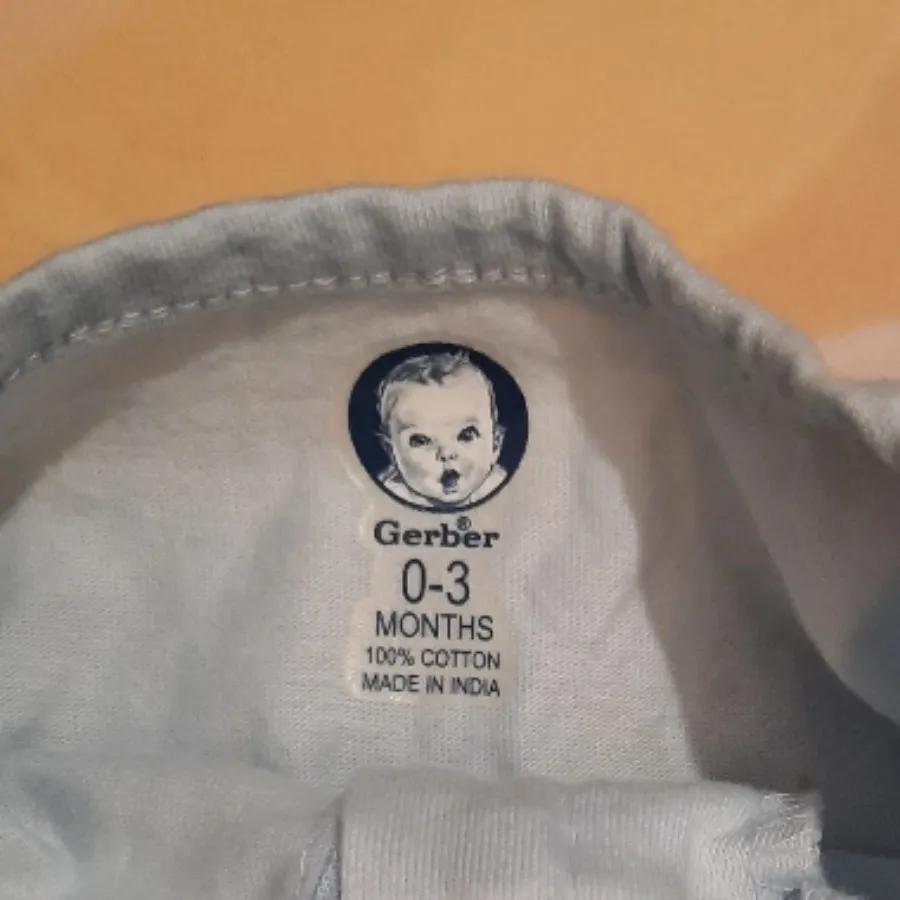 Gerber®
0-3
MONTHS
100% COTTON
MADE IN INDIA